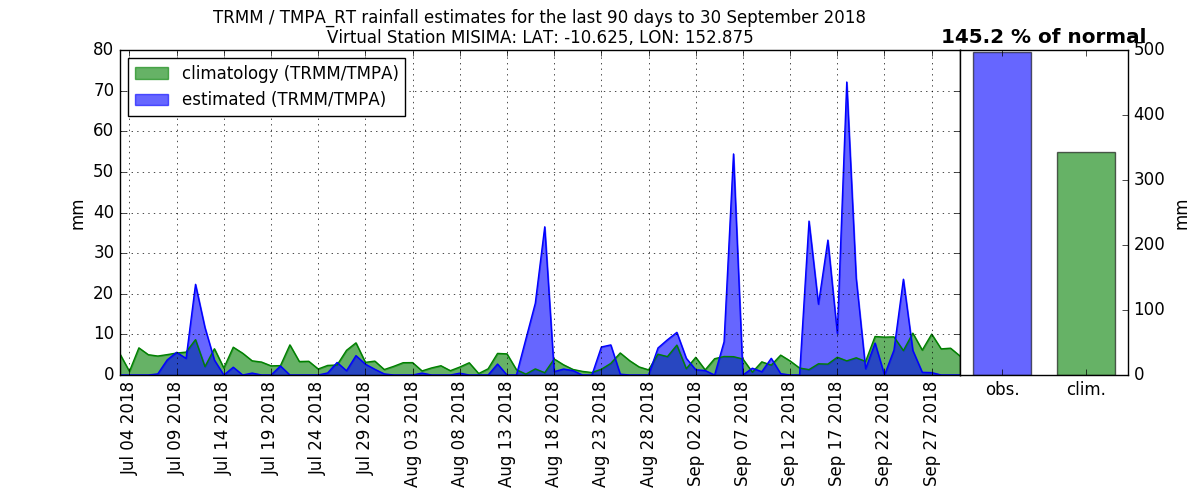 TRMM / TMPA_RT rainfall estimates for the last 90 days to 30 September 2018
Virtual Station MISIMA: LAT: -10.625, LON: 152.875
145.2 % of normal
climatology (TRMM/TMPA)
estimated (TRMM/TMPA)
80
70
60
50
40
30
20
10
0
mm
500
400
300
200
100
0
mm
Jul 04 2018
Jul 09 2018
Jul 14 2018
Jul 19 2018
Jul 24 2018
Jul 29 2018
Aug 03 2018
Aug 08 2018
Aug 13 2018
Aug 18 2018
Aug 23 2018
Aug 28 2018
Sep 02 2018
Sep 07 2018
Sep 12 2018
Sep 17 2018
Sep 22 2018
Sep 27 2018
obs.
clim.